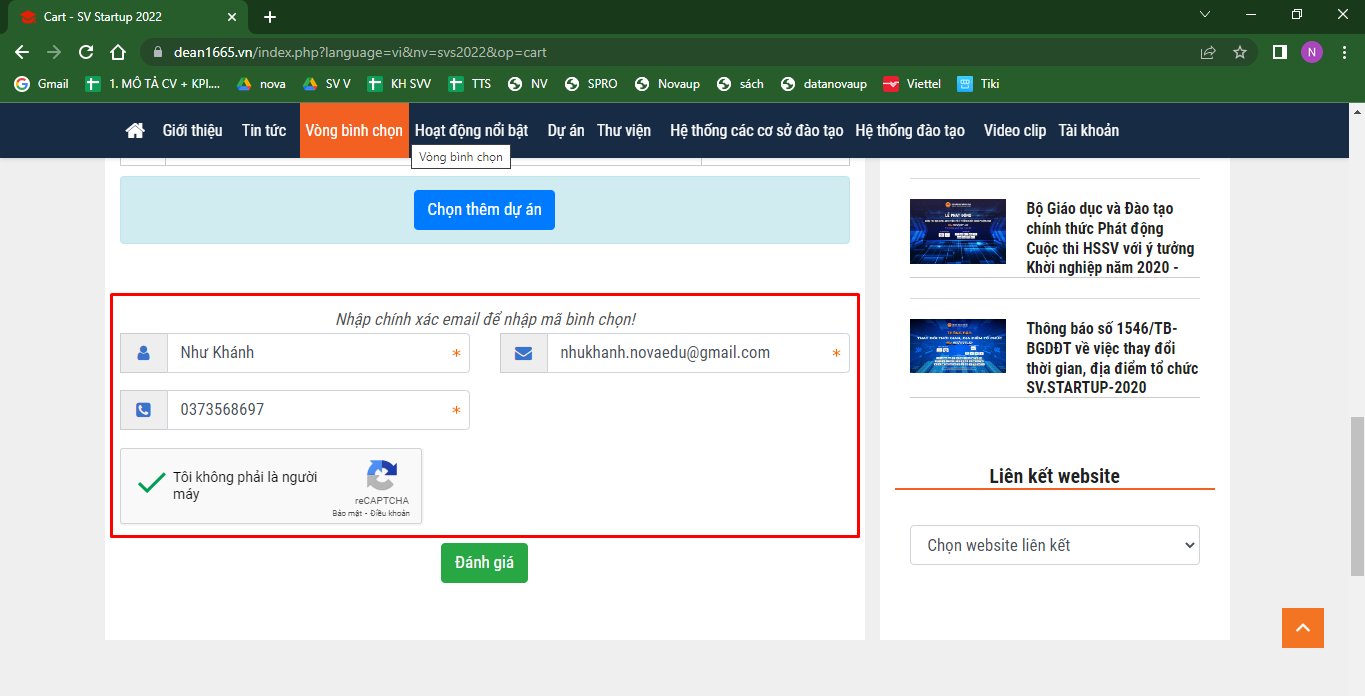 Cart - SV Startup 2022
dean1665.vn/index.php?language=vi&nv=svs2022&op=cart
N
Gmail
1. MÔ TẢ CV + KPI....
nova
SV V
KH SVV
TTS
NV
SPRO
Novaup
sách
datanovaup
Viettel
Tiki
Giới thiệu
Tin tức
Vòng bình chọn
Hoạt động nổi bật
Dự án
Thư viện
Hệ thống các cơ sở đào tạo
Hệ thống đào tạo
Video clip
Tài khoản
Vòng bình chọn
Chọn thêm dự án
Nhập chính xác email để nhập mã bình chọn!
Như Khánh *
nhukhanh.novaedu@gmail.com *
0373568697 *
Tôi không phải là người
máy
reCAPTCHA
Bảo mật - Điều khoản
Đánh giá
Bộ Giáo dục và Đào tạo
chính thức Phát động
Cuộc thi HSSV với ý tưởng
Khởi nghiệp năm 2020 -
Thông báo số 1546/TB-
BGDĐT về việc thay đổi
thời gian, địa điểm tổ chức
SV.STARTUP-2020
Liên kết website
Chọn website liên kết